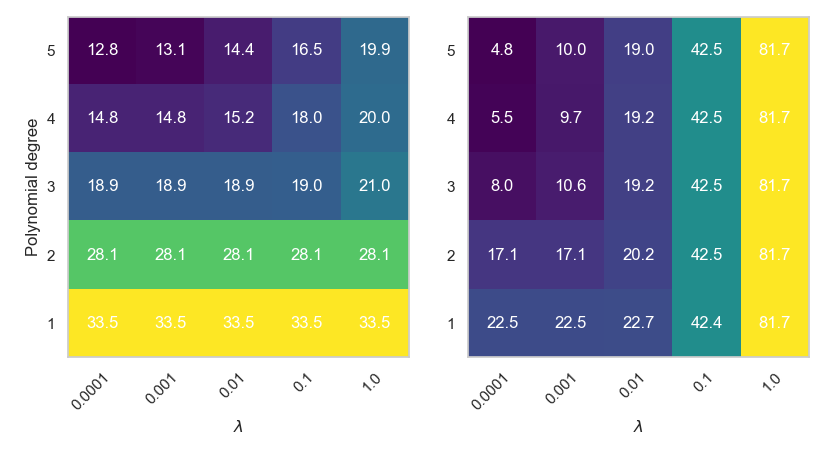 5 12.8 13.1 14.4 16.5 19.9
4 14.8 14.8 15.2 18.0 20.0
3 18.9 18.9 18.9 19.0 21.0
2 28.1 28.1 28.1 28.1 28.1
1 33.5 33.5 33.5 33.5 33.5
0.0001 0.001 0.01 0.1 1.0
λ
Polynomial degree
5 4.8 10.0 19.0 42.5 81.7
4 5.5 9.7 19.2 42.5 81.7
3 8.0 10.6 19.2 42.5 81.7
2 17.1 17.1 20.2 42.5 81.7
1 22.5 22.5 22.7 42.4 81.7
0.0001 0.001 0.01 0.1 1.0
λ